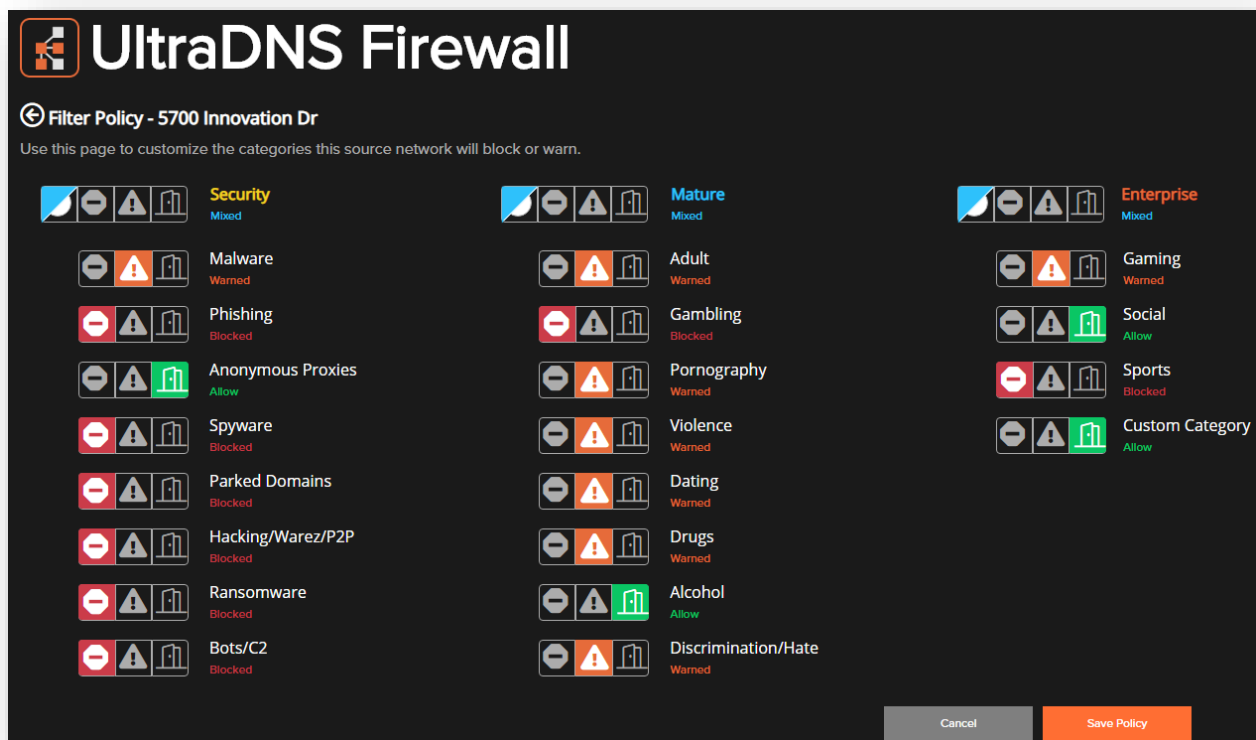 UltraDNS Firewall
Filter Policy - 5700 Innovation Dr
Use this page to customize the categories this source network will block or warn.
Security
Mixed
Malware
Warned
Phishing
Blocked
Anonymous Proxies
Allow
Spyware
Blocked
Parked Domains
Blocked
Hacking/Warez/P2P
Blocked
Ransomware
Blocked
Bots/C2
Blocked
Mature
Mixed
Adult
Warned
Gambling
Blocked
Pornography
Warned
Violence
Warned
Dating
Warned
Drugs
Warned
Alcohol
Allow
Discrimination/Hate
Warned
Enterprise
Mixed
Gaming
Warned
Social
Allow
Sports
Blocked
Custom Category
Allow
Cancel
Save Policy